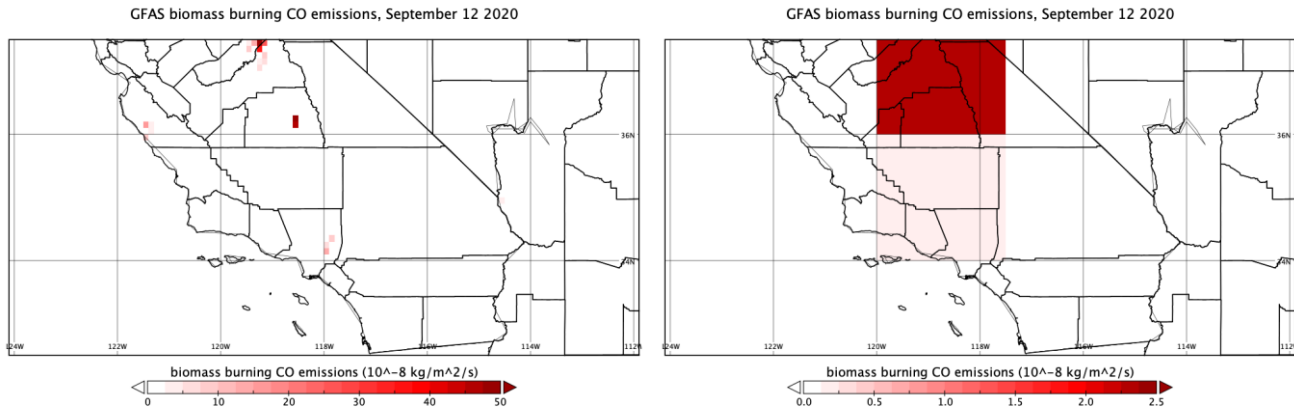 GFAS biomass burning CO emissions, September 12 2020
36N
34N
122W
120W
118W
116W
114W
112W
biomass burning CO emissions (10^-8 kg/m^2/s)
0 10 20 30 40 50
GFAS biomass burning CO emissions, September 12 2020
36N
34N
122W
120W
118W
116W
114W
112W
biomass burning CO emissions (10^-8 kg/m^2/s)
0.0 0.5 1.0 1.5 2.0 2.5